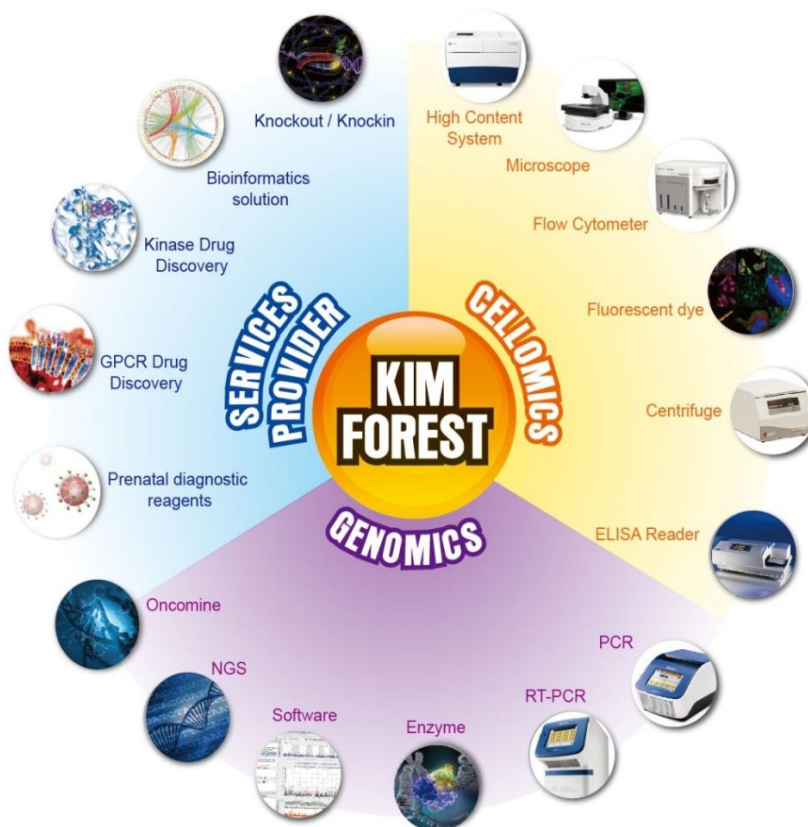 Knockout / Knockin
Bioinformatics
solution
Kinase Drug
Discovery
GPCR Drug
Discovery
Prenatal diagnostic
reagents
SERVICES
PROVIDER
High Content
System
Microscope
Flow Cytometer
Fluorescent dye
Centrifuge
ELISA Reader
CELLOMICS
KIM
FOREST
GENOMICS
Oncomine
NGS
Software
Enzyme
RT-PCR
PCR